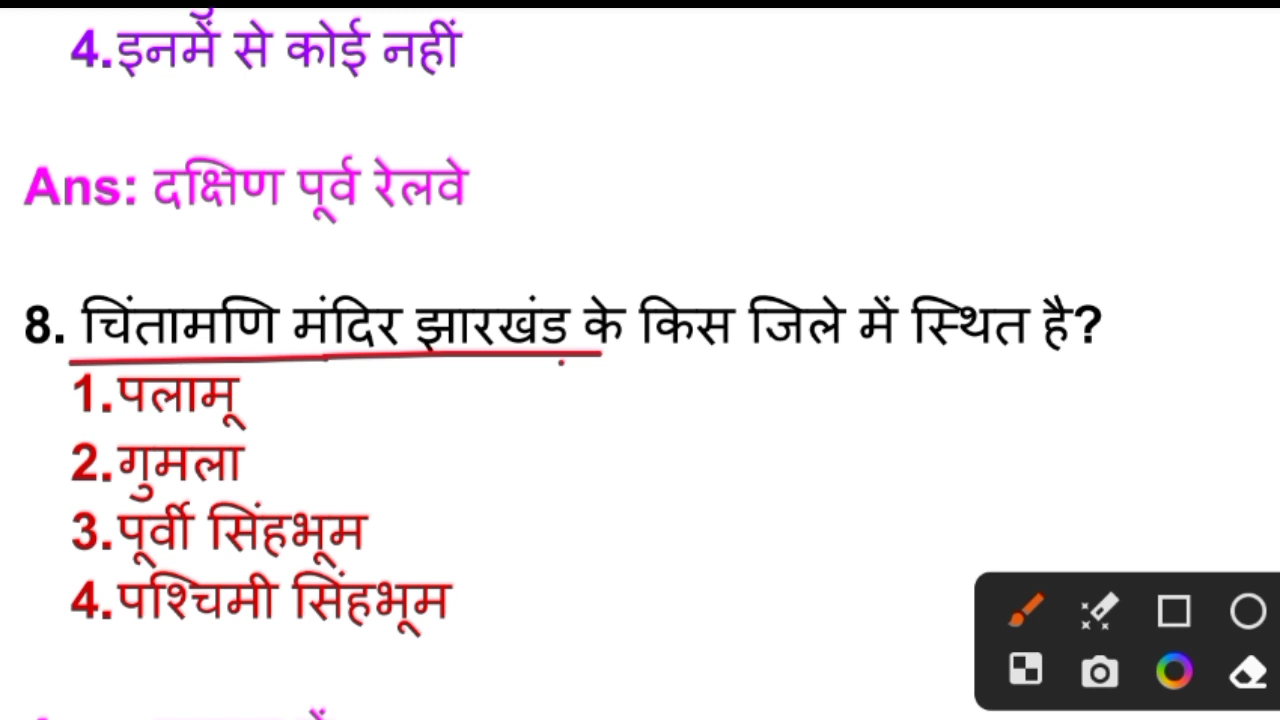 4.इनमें से कोई नहीं
Ans: दक्षिण पूर्व रेलवे
8. चिंतामणि मंदिर झारखंड के किस जिले में स्थित है?
1.पलामू
2.गुमला
3.पूर्वी सिंहभूम
4.पश्चिमी सिंहभूम